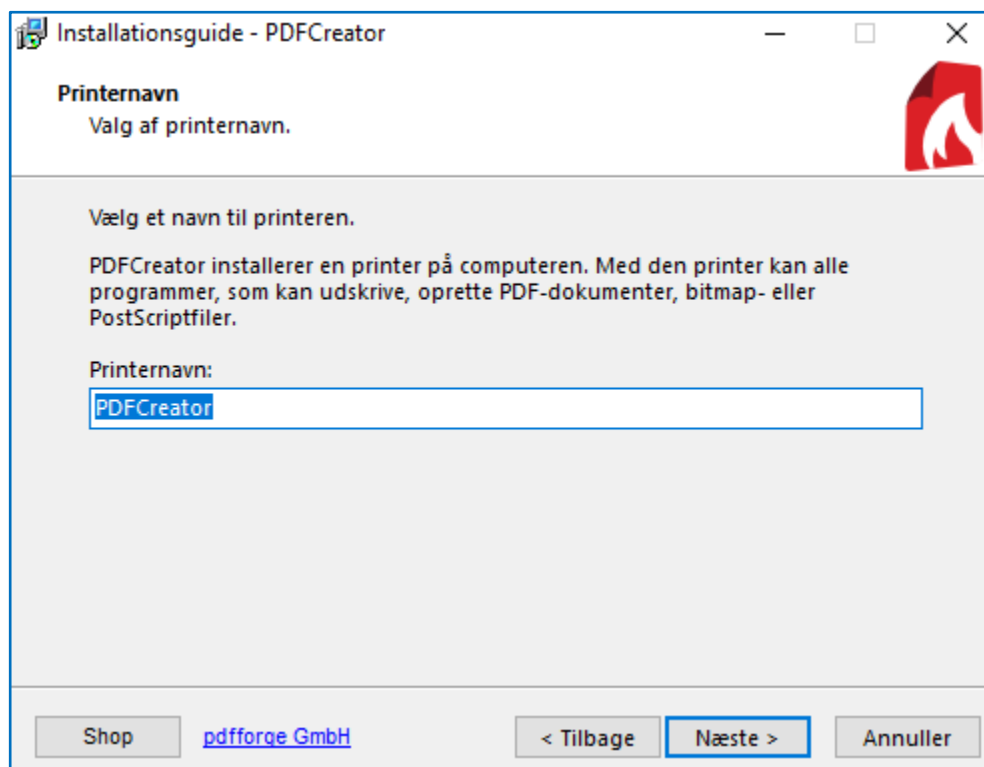 Installationsguide - PDFCreator
Printernavn
Valg af printernavn.
Vælg et navn til printeren.
PDFCreator installerer en printer på computeren. Med den printer kan alle
programmer, som kan udskrive, oprette PDF-dokumenter, bitmap- eller
PostScriptfiler.
Printernavn:
PDFCreator
Shop pdfforge GmbH < Tilbage Næste > Annuller